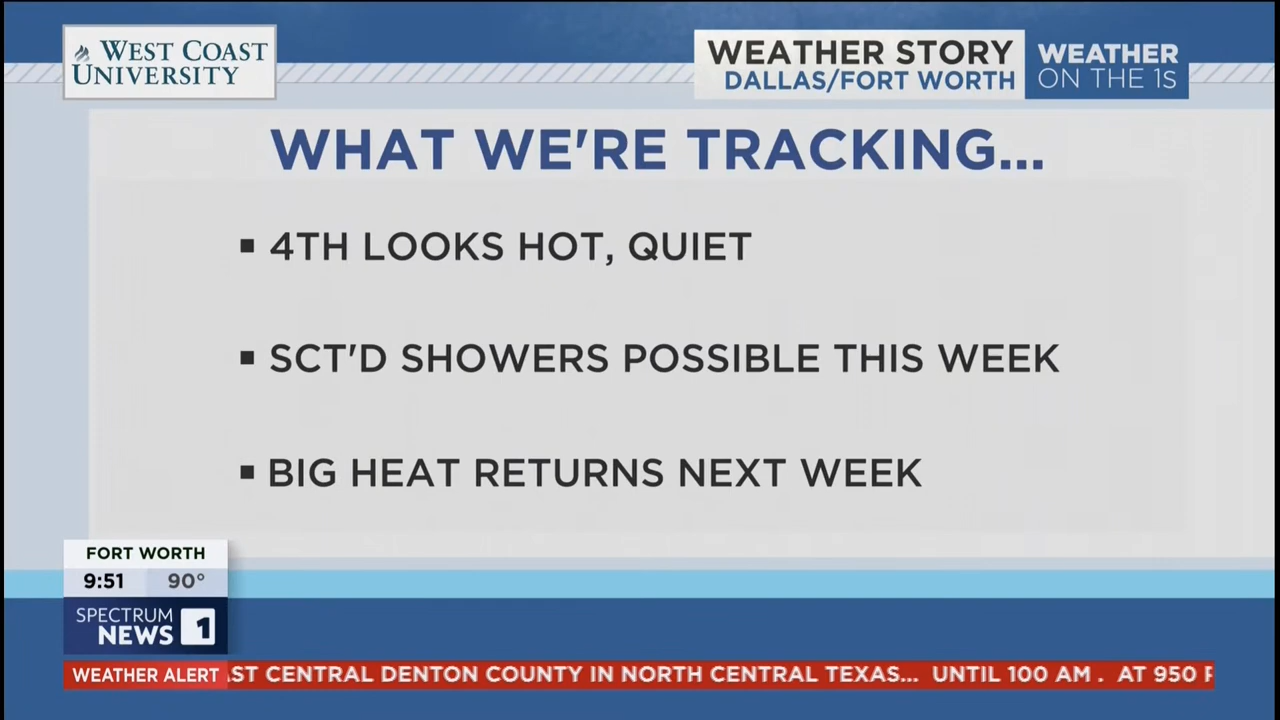 WEST COAST
UNIVERSITY
WEATHER STORY
DALLAS/FORT WORTH
WEATHER
ON THE 1S
WHAT WE'RE TRACKING...
▪ 4TH LOOKS HOT, QUIET
▪ SCT'D SHOWERS POSSIBLE THIS WEEK
▪ BIG HEAT RETURNS NEXT WEEK
FORT WORTH
9:51 90°
SPECTRUM
NEWS 1
WEATHER ALERT ST CENTRAL DENTON COUNTY IN NORTH CENTRAL TEXAS... UNTIL 100 AM . AT 950